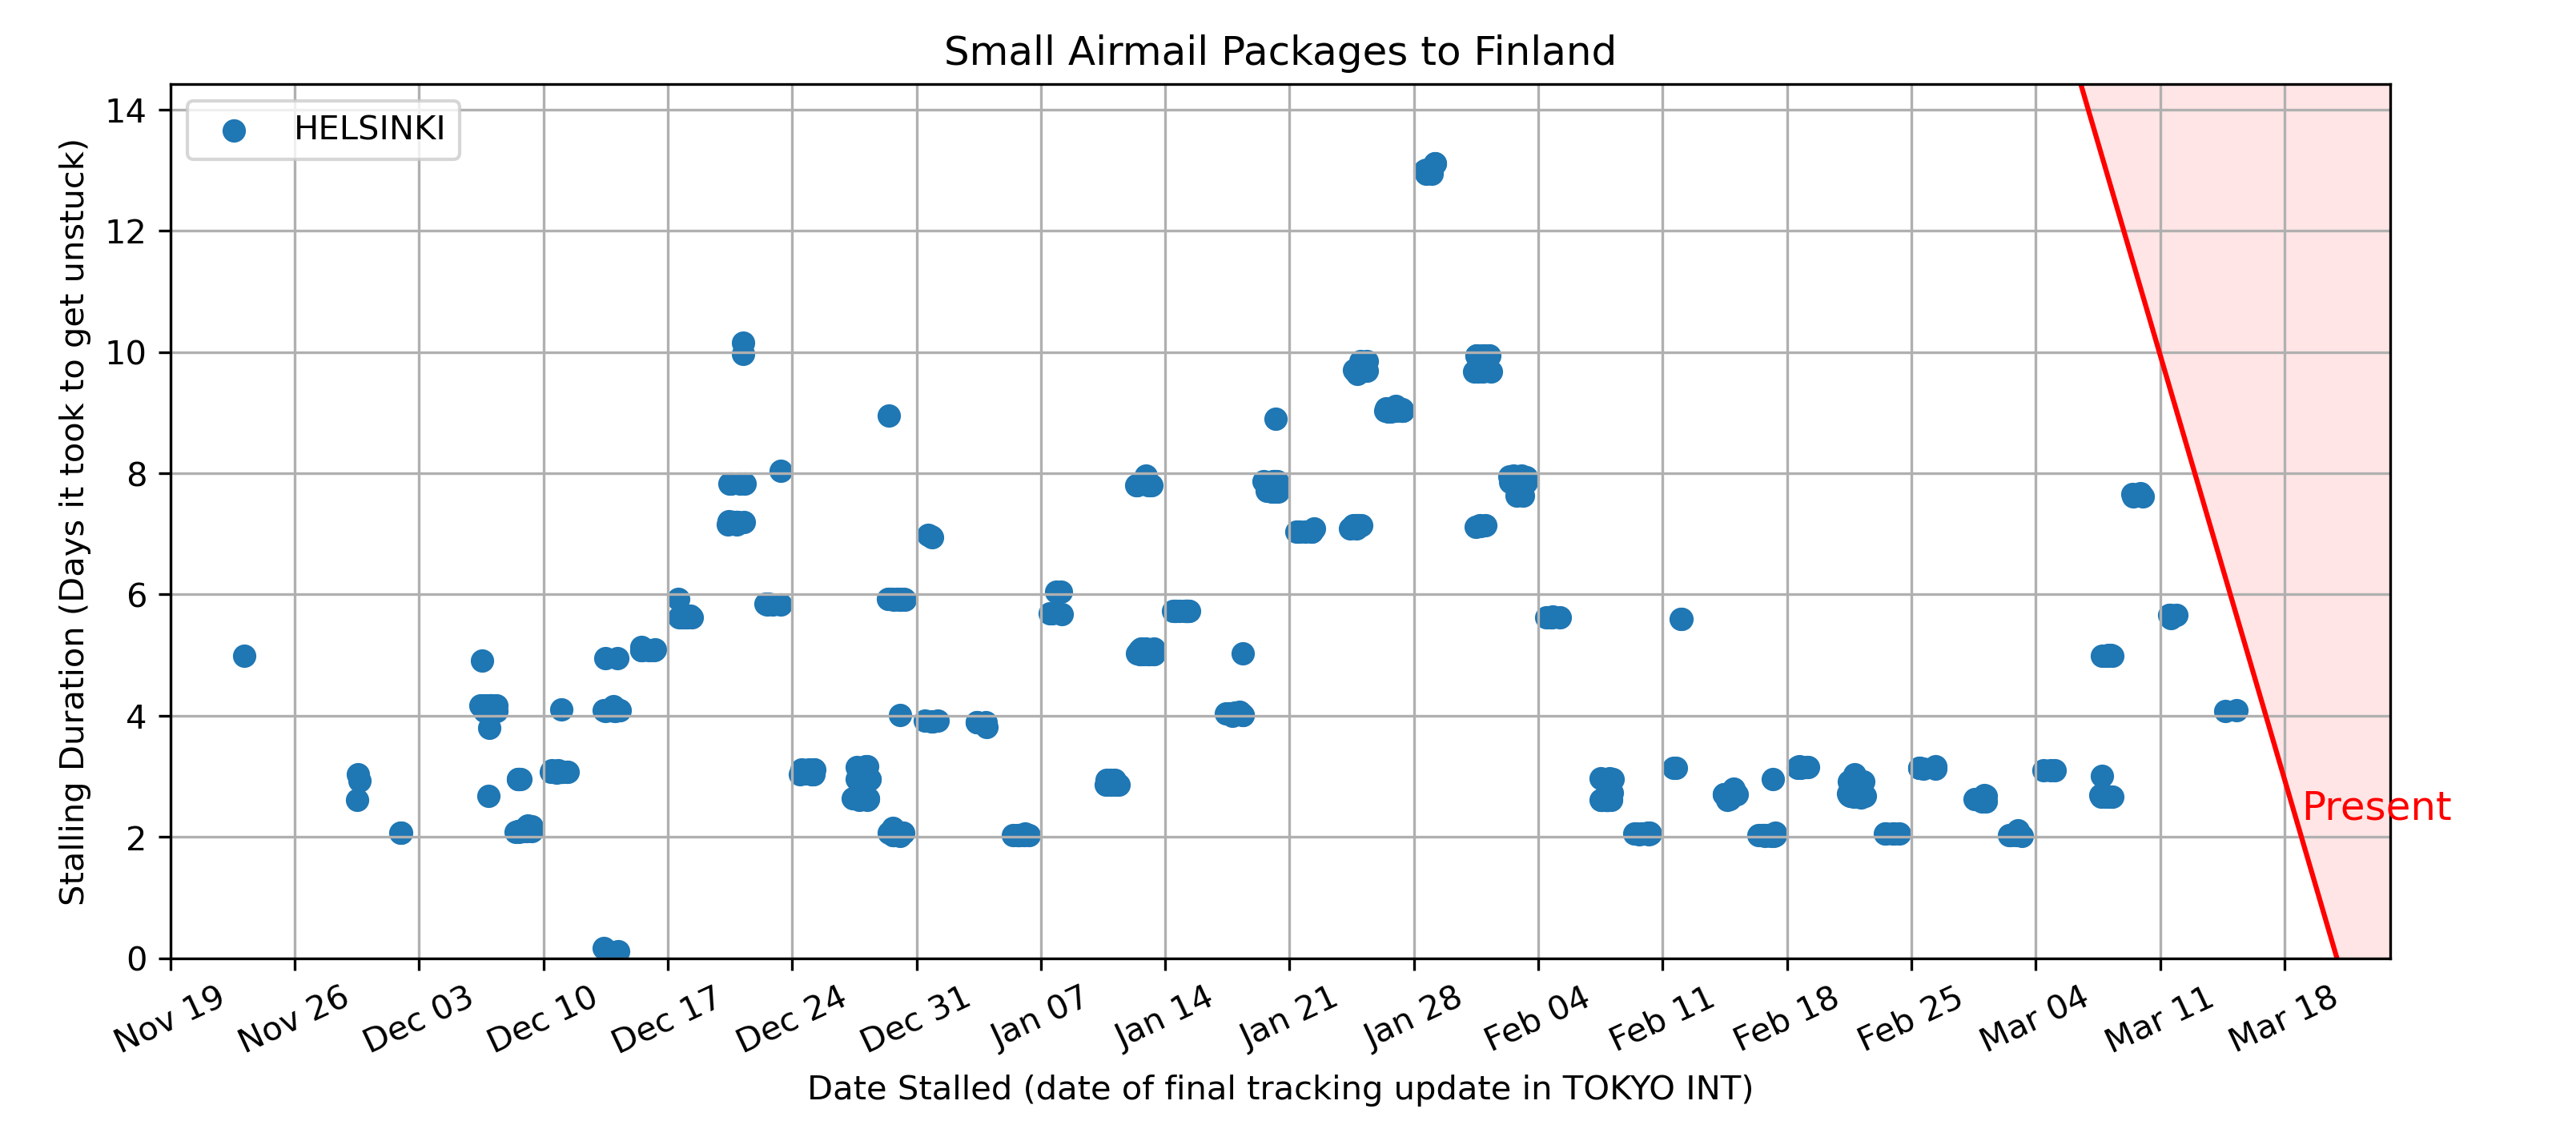 Small Airmail Packages to Finland
HELSINKI
Stalling Duration (Days it took to get unstuck)
14
12
10
8
6
4
2
0
Present
Nov 19
Nov 26
Dec 03
Dec 10
Dec 17
Dec 24
Dec 31
Jan 07
Jan 14
Jan 21
Jan 28
Feb 04
Feb 11
Feb 18
Feb 25
Mar 04
Mar 11
Mar 18
Date Stalled (date of final tracking update in TOKYO INT)